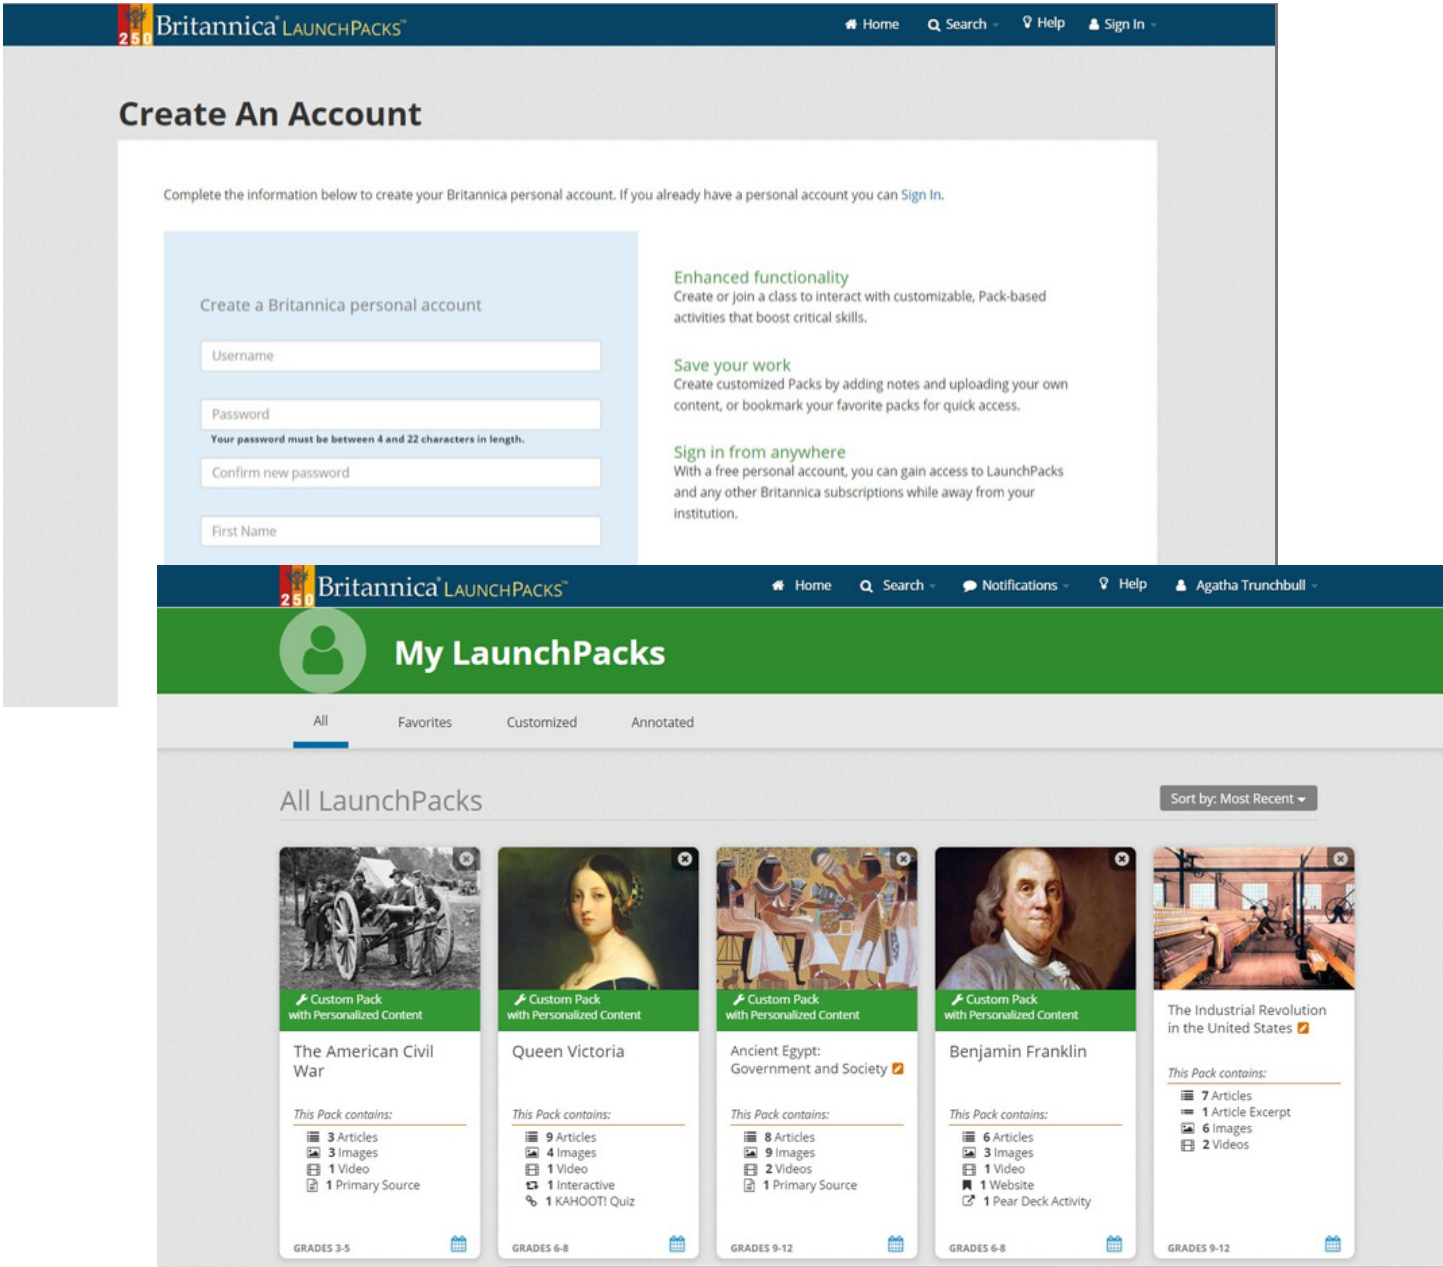 250 Britannica® LAUNCHPACKS™ Home Search Help Sign In
Create An Account
Complete the information below to create your Britannica personal account. If you already have a personal account you can Sign In.
Create a Britannica personal account
Username
Password
Your password must be between 4 and 22 characters in length.
Confirm new password
First Name
Enhanced functionality
Create or join a class to interact with customizable, Pack-based
activities that boost critical skills.
Save your work
Create customized Packs by adding notes and uploading your own
content, or bookmark your favorite packs for quick access.
Sign in from anywhere
With a free personal account, you can gain access to LaunchPacks
and any other Britannica subscriptions while away from your
institution.
250 Britannica® LAUNCHPACKS™ Home Search Notifications Help Agatha Trunchbull
My LaunchPacks
All Favorites Customized Annotated
All LaunchPacks
Sort by: Most Recent
Custom Pack
with Personalized Content
The American Civil
War
This Pack contains:
3 Articles
3 Images
1 Video
1 Primary Source
GRADES 3-5
Custom Pack
with Personalized Content
Queen Victoria
This Pack contains:
9 Articles
4 Images
1 Video
1 Interactive
1 KAHOOT! Quiz
GRADES 6-8
Custom Pack
with Personalized Content
Ancient Egypt:
Government and Society
This Pack contains:
8 Articles
9 Images
2 Videos
1 Primary Source
GRADES 9-12
Custom Pack
with Personalized Content
Benjamin Franklin
This Pack contains:
6 Articles
3 Images
1 Video
1 Website
1 Pear Deck Activity
GRADES 6-8
The Industrial Revolution
in the United States
This Pack contains:
7 Articles
1 Article Excerpt
6 Images
2 Videos
GRADES 9-12